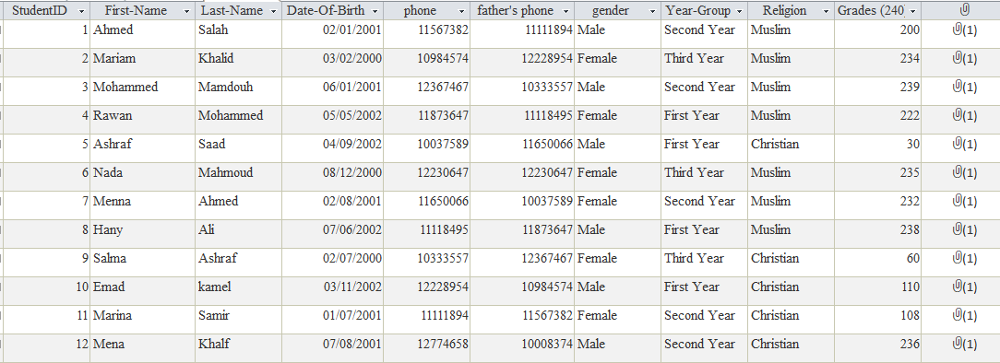 StudentID First-Name Last-Name Date-Of-Birth phone father's phone gender Year-Group Religion Grades (240)
1 Ahmed Salah 02/01/2001 11567382 11111894 Male Second Year Muslim 200 (1)
2 Mariam Khalid 03/02/2000 10984574 12228954 Female Third Year Muslim 234 (1)
3 Mohammed Mamdouh 06/01/2001 12367467 10333557 Male Second Year Muslim 239 (1)
4 Rawan Mohammed 05/05/2002 11873647 11118495 Female First Year Muslim 222 (1)
5 Ashraf Saad 04/09/2002 10037589 11650066 Male First Year Christian 30 (1)
6 Nada Mahmoud 08/12/2000 12230647 12230647 Female Third Year Muslim 235 (1)
7 Menna Ahmed 02/08/2001 11650066 10037589 Female Second Year Muslim 232 (1)
8 Hany Ali 07/06/2002 11118495 11873647 Male First Year Muslim 238 (1)
9 Salma Ashraf 02/07/2000 10333557 12367467 Female Third Year Christian 60 (1)
10 Emad kamel 03/11/2002 12228954 10984574 Male First Year Christian 110 (1)
11 Marina Samir 01/07/2001 11111894 11567382 Female Second Year Christian 108 (1)
12 Mena Khalf 07/08/2001 12774658 10008374 Male Second Year Christian 236 (1)